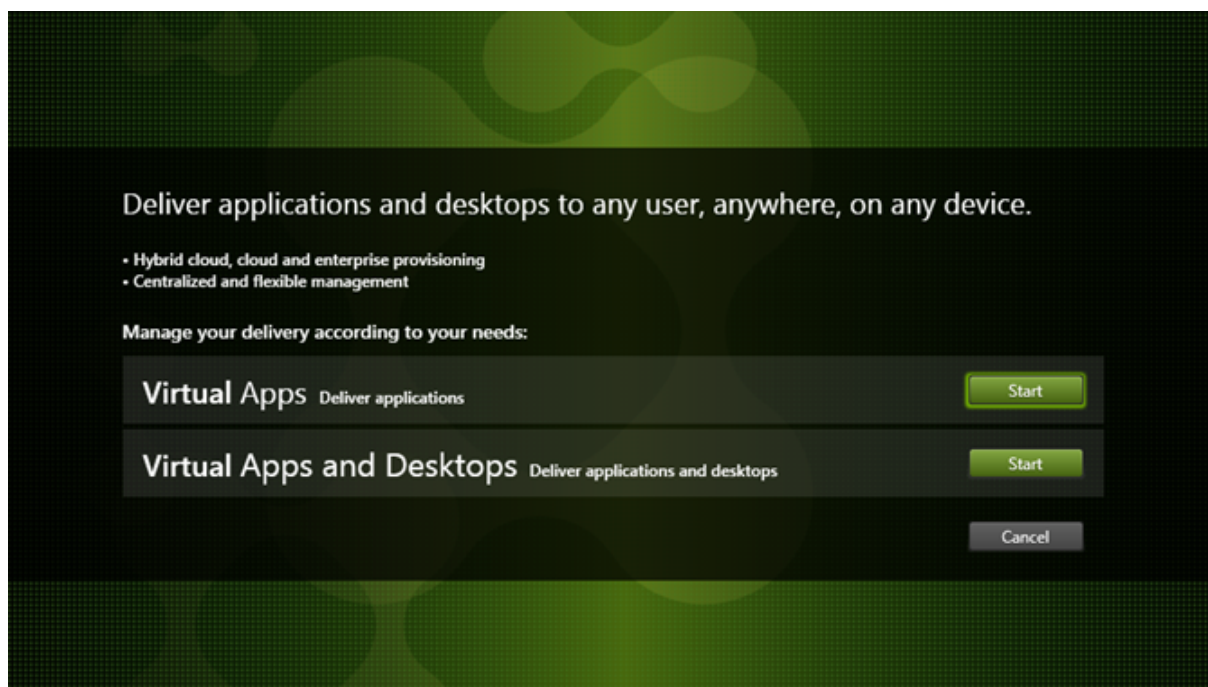 Deliver applications and desktops to any user, anywhere, on any device.
• Hybrid cloud, cloud and enterprise provisioning
• Centralized and flexible management
Manage your delivery according to your needs:
Virtual Apps Deliver applications Start
Virtual Apps and Desktops Deliver applications and desktops Start
Cancel